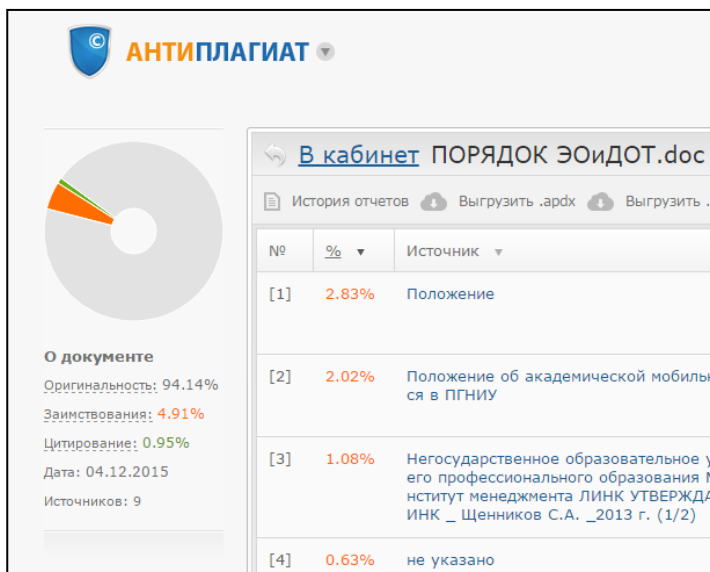 ©
АНТИПЛАГИАТ
В кабинет ПОРЯДОК ЭОиДОТ.doc
История отчетов Выгрузить .apdx Выгрузить .
№ % Источник
[1] 2.83% Положение
[2] 2.02% Положение об академической мобильн
ся в ПГНИУ
[3] 1.08% Негосударственное образовательное у
его профессионального образования М
нститут менеджмента ЛИНК УТВЕРЖДА
ИНК _ Щенников С.А. _2013 г. (1/2)
[4] 0.63% не указано
О документе
Оригинальность: 94.14%
Заимствования: 4.91%
Цитирование: 0.95%
Дата: 04.12.2015
Источников: 9